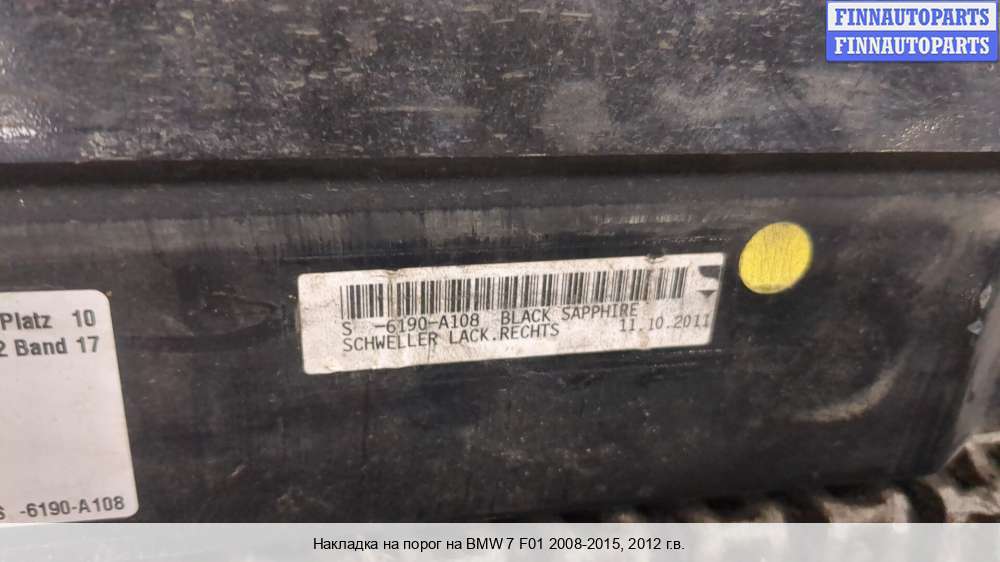 FINNAUTOPARTS
FINNAUTOPARTS
Platz 10
2 Band 17
S -6190-A108
S -6190-A108 BLACK SAPPHIRE
SCHWELLER LACK.RECHTS 11.10.2011
Накладка на порог на BMW 7 F01 2008-2015, 2012 г.в.